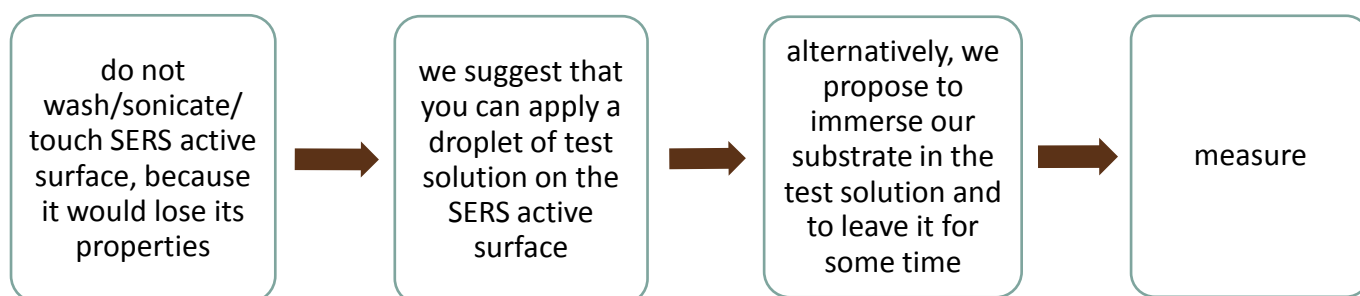 do not
wash/sonicate/
touch SERS active
surface, because
it would lose its
properties
we suggest that
you can apply a
droplet of test
solution on the
SERS active
surface
alternatively, we
propose to
immerse our
substrate in the
test solution and
to leave it for
some time
measure